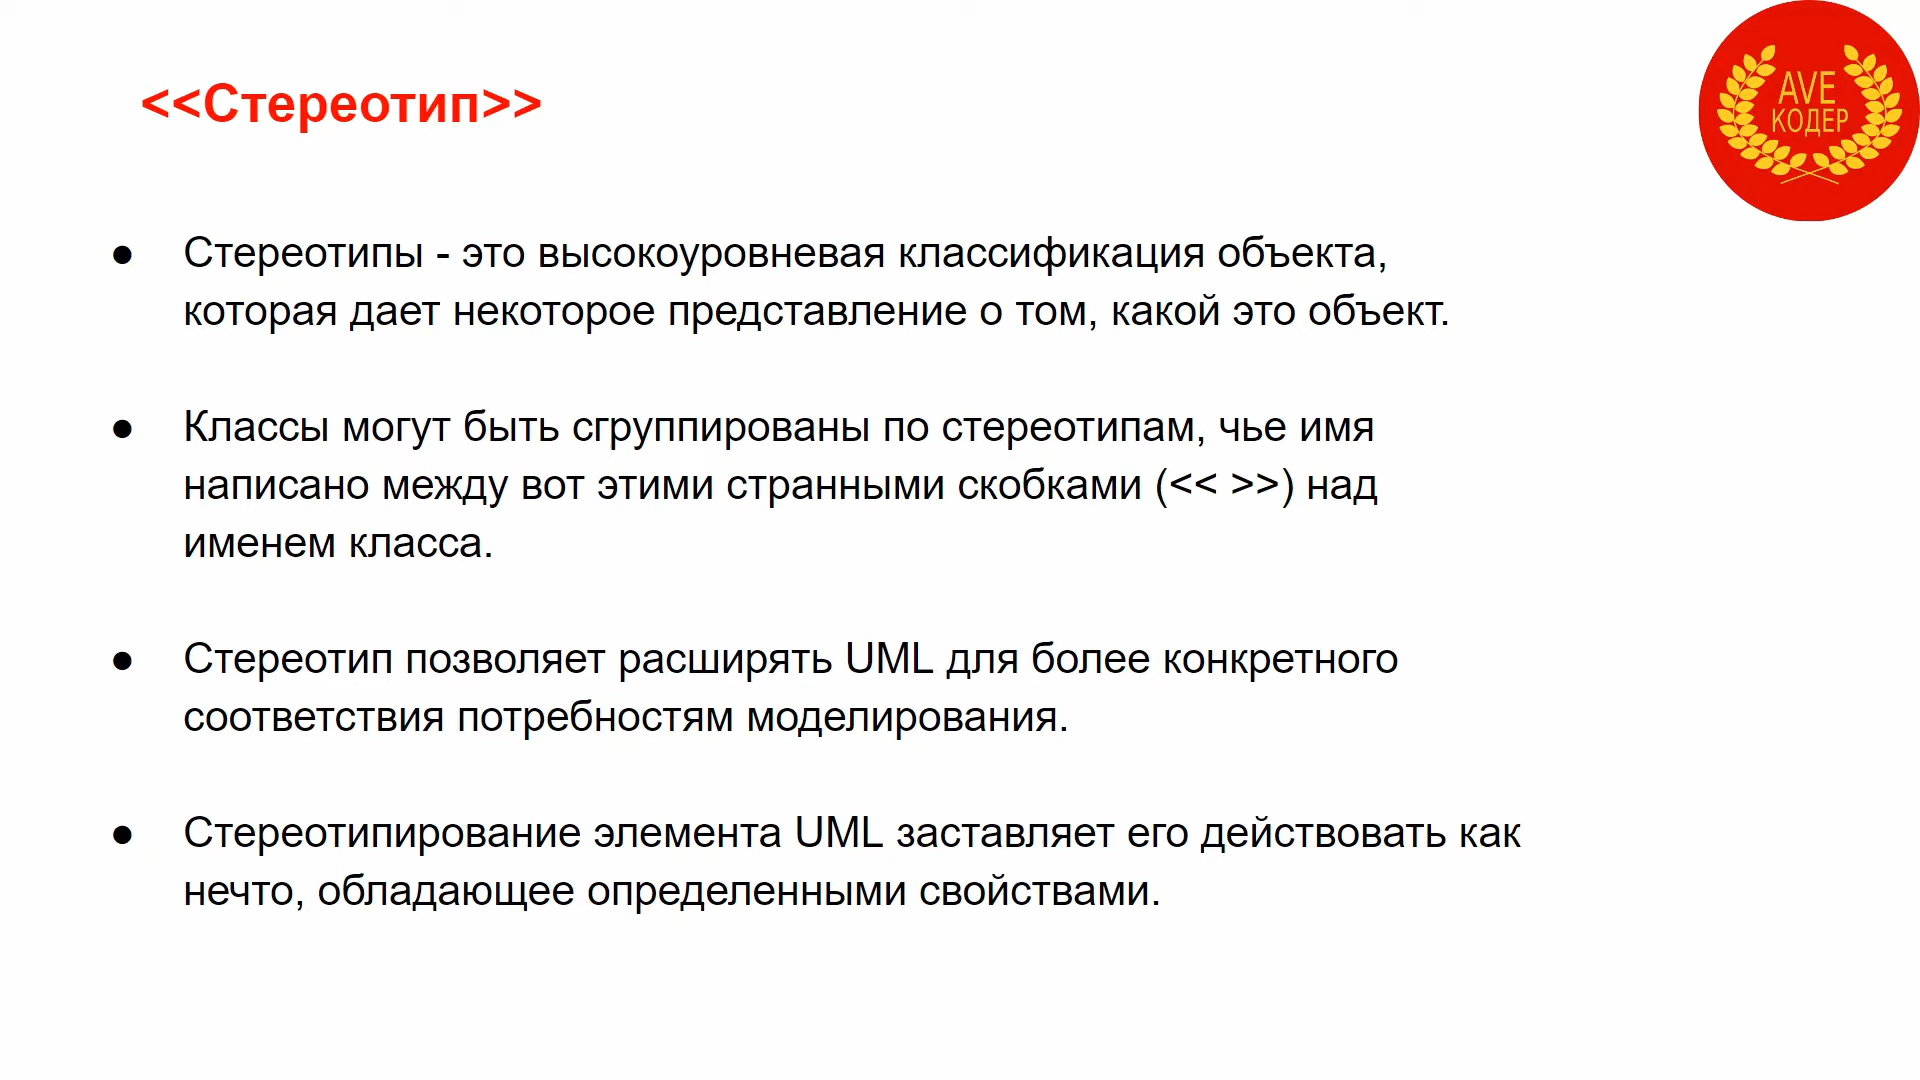 <<Стереотип>>
AVE
КОДЕР
● Стереотипы - это высокоуровневая классификация объекта,
которая дает некоторое представление о том, какой это объект.
● Классы могут быть сгруппированы по стереотипам, чье имя
написано между вот этими странными скобками (<< >>) над
именем класса.
● Стереотип позволяет расширять UML для более конкретного
соответствия потребностям моделирования.
● Стереотипирование элемента UML заставляет его действовать как
нечто, обладающее определенными свойствами.